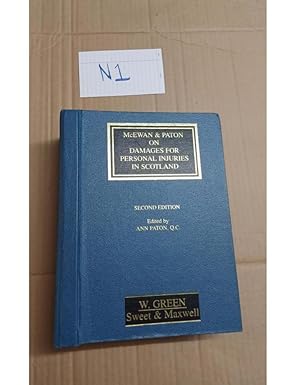 N1
McEWAN & PATON
ON
DAMAGES FOR
PERSONAL INJURIES
IN SCOTLAND
SECOND EDITION
Edited by
ANN PATON, Q.C.
W. GREEN
Sweet & Maxwell